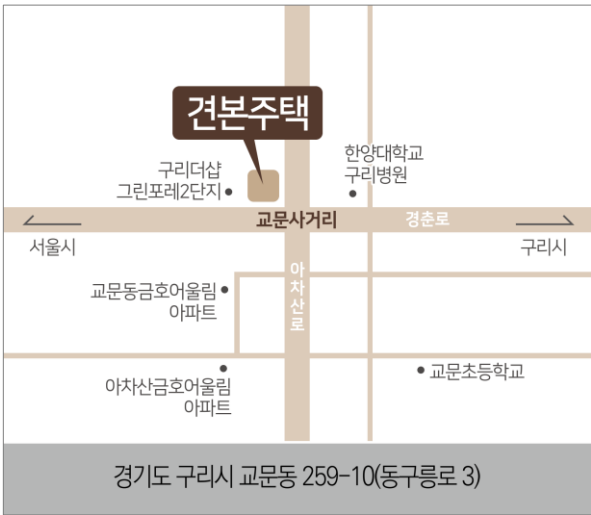 견본주택
한양대학교
구리병원
구리더샵
그린포레2단지
교문사거리
경춘로
서울시
구리시
아차산로
교문동금호어울림
아파트
교문초등학교
아차산금호어울림
아파트
경기도 구리시 교문동 259-10(동구릉로 3)